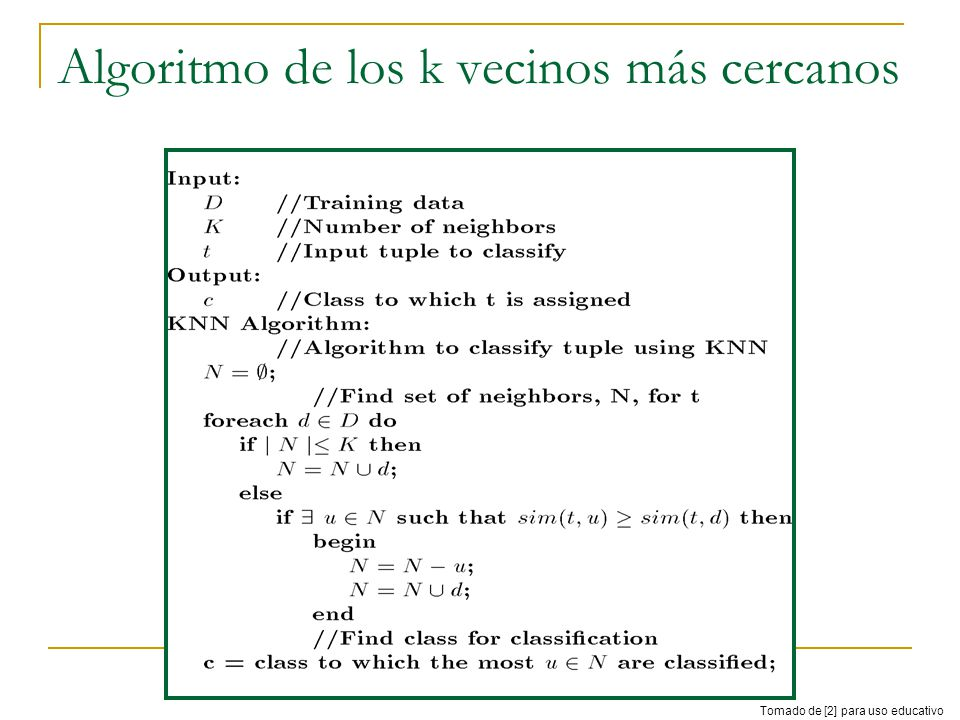 Algoritmo de los k vecinos más cercanos
Input:
D //Training data
K //Number of neighbors
t //Input tuple to classify
Output:
c //Class to which t is assigned
KNN Algorithm:
//Algorithm to classify tuple using KNN
N = ∅;
//Find set of neighbors, N, for t
foreach d ∈ D do
if | N |≤ K then
N = N ∪ d;
else
if ∃ u ∈ N such that sim(t, u) ≥ sim(t, d) then
begin
N = N − u;
N = N ∪ d;
end
//Find class for classification
c = class to which the most u ∈ N are classified;
Tomado de [2] para uso educativo